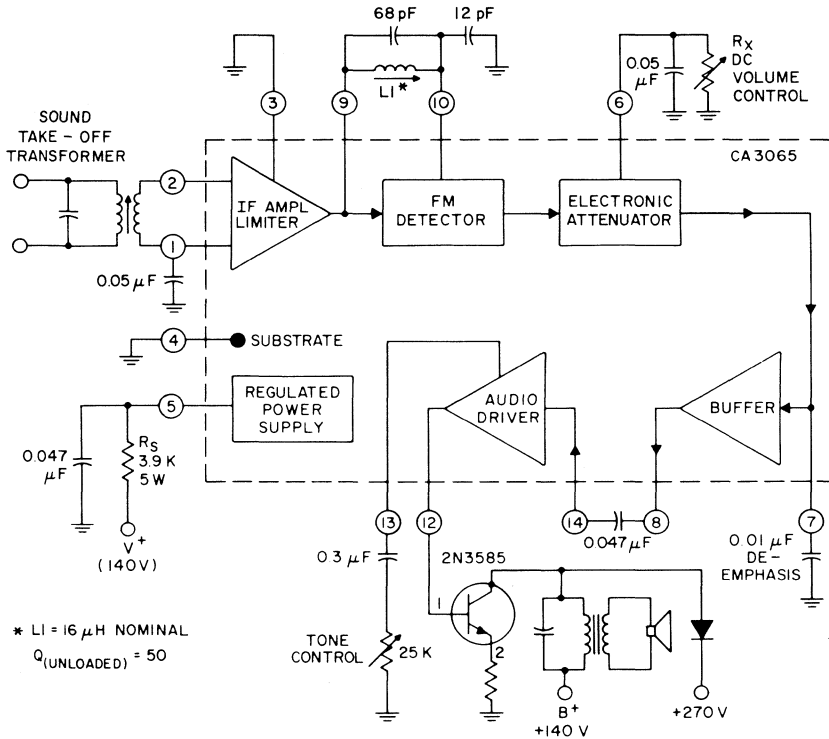 68 pF
12 pF
0.05
μF
RX
DC
VOLUME
CONTROL
3
9
L1*
10
6
SOUND
TAKE-OFF
TRANSFORMER
CA3065
2
IF AMPL
LIMITER
FM
DETECTOR
ELECTRONIC
ATTENUATOR
1
0.05 μF
4
SUBSTRATE
5
REGULATED
POWER
SUPPLY
AUDIO
DRIVER
BUFFER
0.047
μF
RS
3.9 K
5 W
V+
(140 V)
13
12
14
8
7
0.3 μF
2N3585
0.047 μF
0.01 μF
DE-
EMPHASIS
1
2
TONE
CONTROL
25 K
* L1 = 16 μH NOMINAL
Q(UNLOADED) = 50
B+
+140 V
+270 V